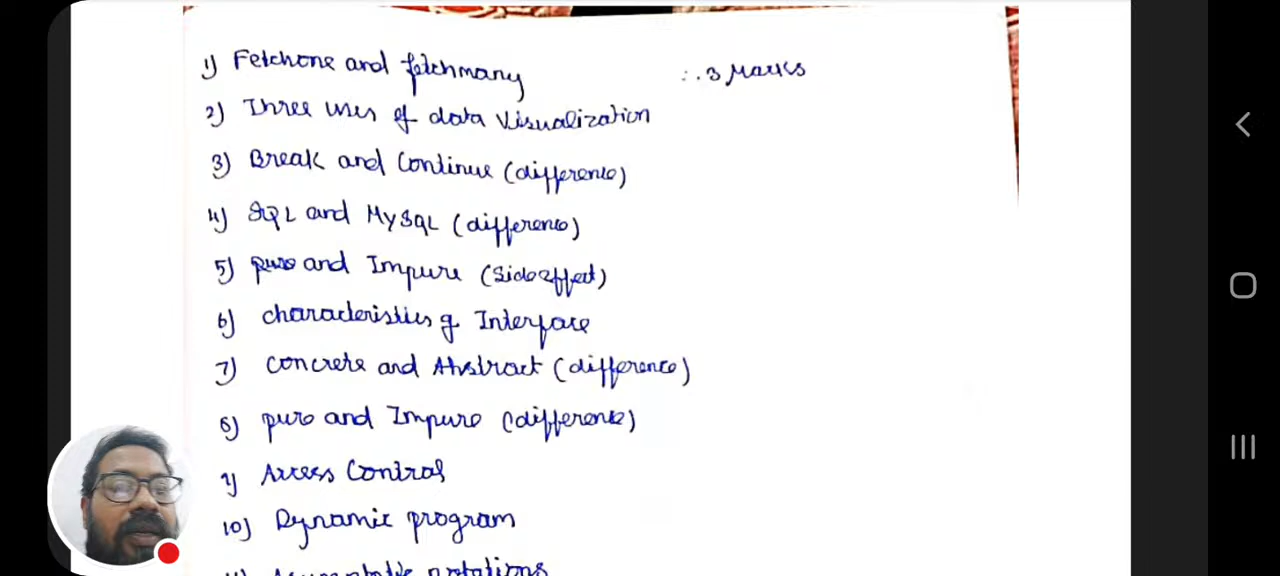 1) Fetchone and fetchmany ∴ 3 Marks
2) Three uses of data visualization
3) Break and Continue (difference)
4) SQL and MySQL (difference)
5) pure and Impure (Side effect)
6) characteristics of Interface
7) Concrete and Abstract (difference)
8) pure and Impure (difference)
9) Access Control
10) Dynamic program
11) notations